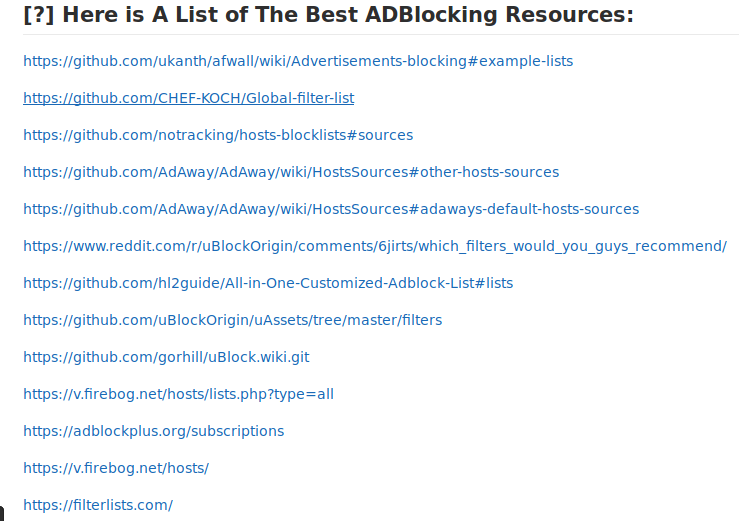 [?] Here is A List of The Best ADBlocking Resources:
https://github.com/ukanth/afwall/wiki/Advertisements-blocking#example-lists
https://github.com/CHEF-KOCH/Global-filter-list
https://github.com/notracking/hosts-blocklists#sources
https://github.com/AdAway/AdAway/wiki/HostsSources#other-hosts-sources
https://github.com/AdAway/AdAway/wiki/HostsSources#adaways-default-hosts-sources
https://www.reddit.com/r/uBlockOrigin/comments/6jirts/which_filters_would_you_guys_recommend/
https://github.com/hl2guide/All-in-One-Customized-Adblock-List#lists
https://github.com/uBlockOrigin/uAssets/tree/master/filters
https://github.com/gorhill/uBlock.wiki.git
https://v.firebog.net/hosts/lists.php?type=all
https://adblockplus.org/subscriptions
https://v.firebog.net/hosts/
https://filterlists.com/